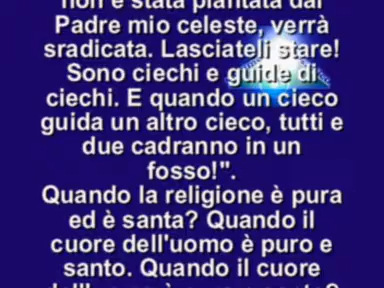 non è stata piantata dal
Padre mio celeste, verrà
sradicata. Lasciateli stare!
Sono ciechi e guide di
ciechi. E quando un cieco
guida un altro cieco, tutti e
due cadranno in un
fosso!".
Quando la religione è pura
ed è santa? Quando il
cuore dell'uomo è puro e
santo. Quando il cuore